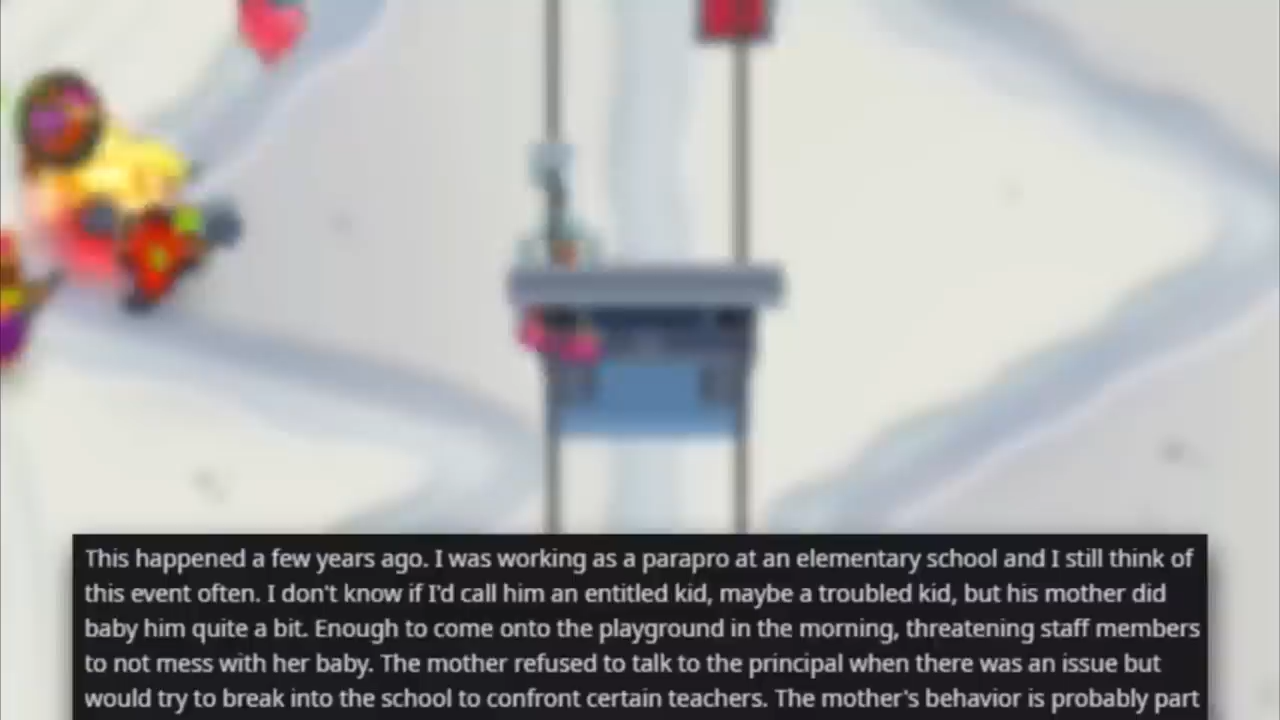 This happened a few years ago. I was working as a parapro at an elementary school and I still think of
this event often. I don't know if I'd call him an entitled kid, maybe a troubled kid, but his mother did
baby him quite a bit. Enough to come onto the playground in the morning, threatening staff members
to not mess with her baby. The mother refused to talk to the principal when there was an issue but
would try to break into the school to confront certain teachers. The mother's behavior is probably part